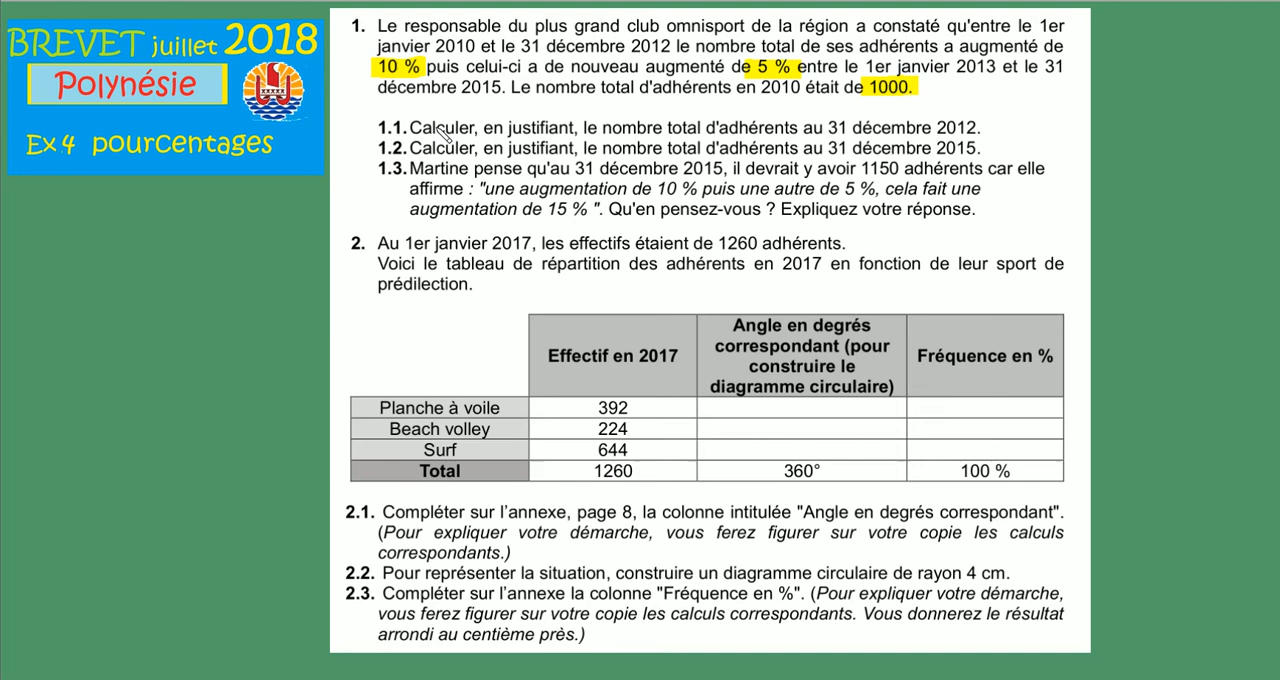 BREVET juillet 2018
Polynésie
Ex 4 pourcentages
1. Le responsable du plus grand club omnisport de la région a constaté qu'entre le 1er
janvier 2010 et le 31 décembre 2012 le nombre total de ses adhérents a augmenté de
10 % puis celui-ci a de nouveau augmenté de 5 % entre le 1er janvier 2013 et le 31
décembre 2015. Le nombre total d'adhérents en 2010 était de 1000.
1.1. Calculer, en justifiant, le nombre total d'adhérents au 31 décembre 2012.
1.2. Calculer, en justifiant, le nombre total d'adhérents au 31 décembre 2015.
1.3. Martine pense qu'au 31 décembre 2015, il devrait y avoir 1150 adhérents car elle
affirme : "une augmentation de 10 % puis une autre de 5 %, cela fait une
augmentation de 15 % ". Qu'en pensez-vous ? Expliquez votre réponse.
2. Au 1er janvier 2017, les effectifs étaient de 1260 adhérents.
Voici le tableau de répartition des adhérents en 2017 en fonction de leur sport de
prédilection.
Effectif en 2017
Angle en degrés
correspondant (pour
construire le
diagramme circulaire)
Fréquence en %
Planche à voile 392
Beach volley 224
Surf 644
Total 1260 360° 100 %
2.1. Compléter sur l'annexe, page 8, la colonne intitulée "Angle en degrés correspondant".
(Pour expliquer votre démarche, vous ferez figurer sur votre copie les calculs
correspondants.)
2.2. Pour représenter la situation, construire un diagramme circulaire de rayon 4 cm.
2.3. Compléter sur l'annexe la colonne "Fréquence en %". (Pour expliquer votre démarche,
vous ferez figurer sur votre copie les calculs correspondants. Vous donnerez le résultat
arrondi au centième près.)